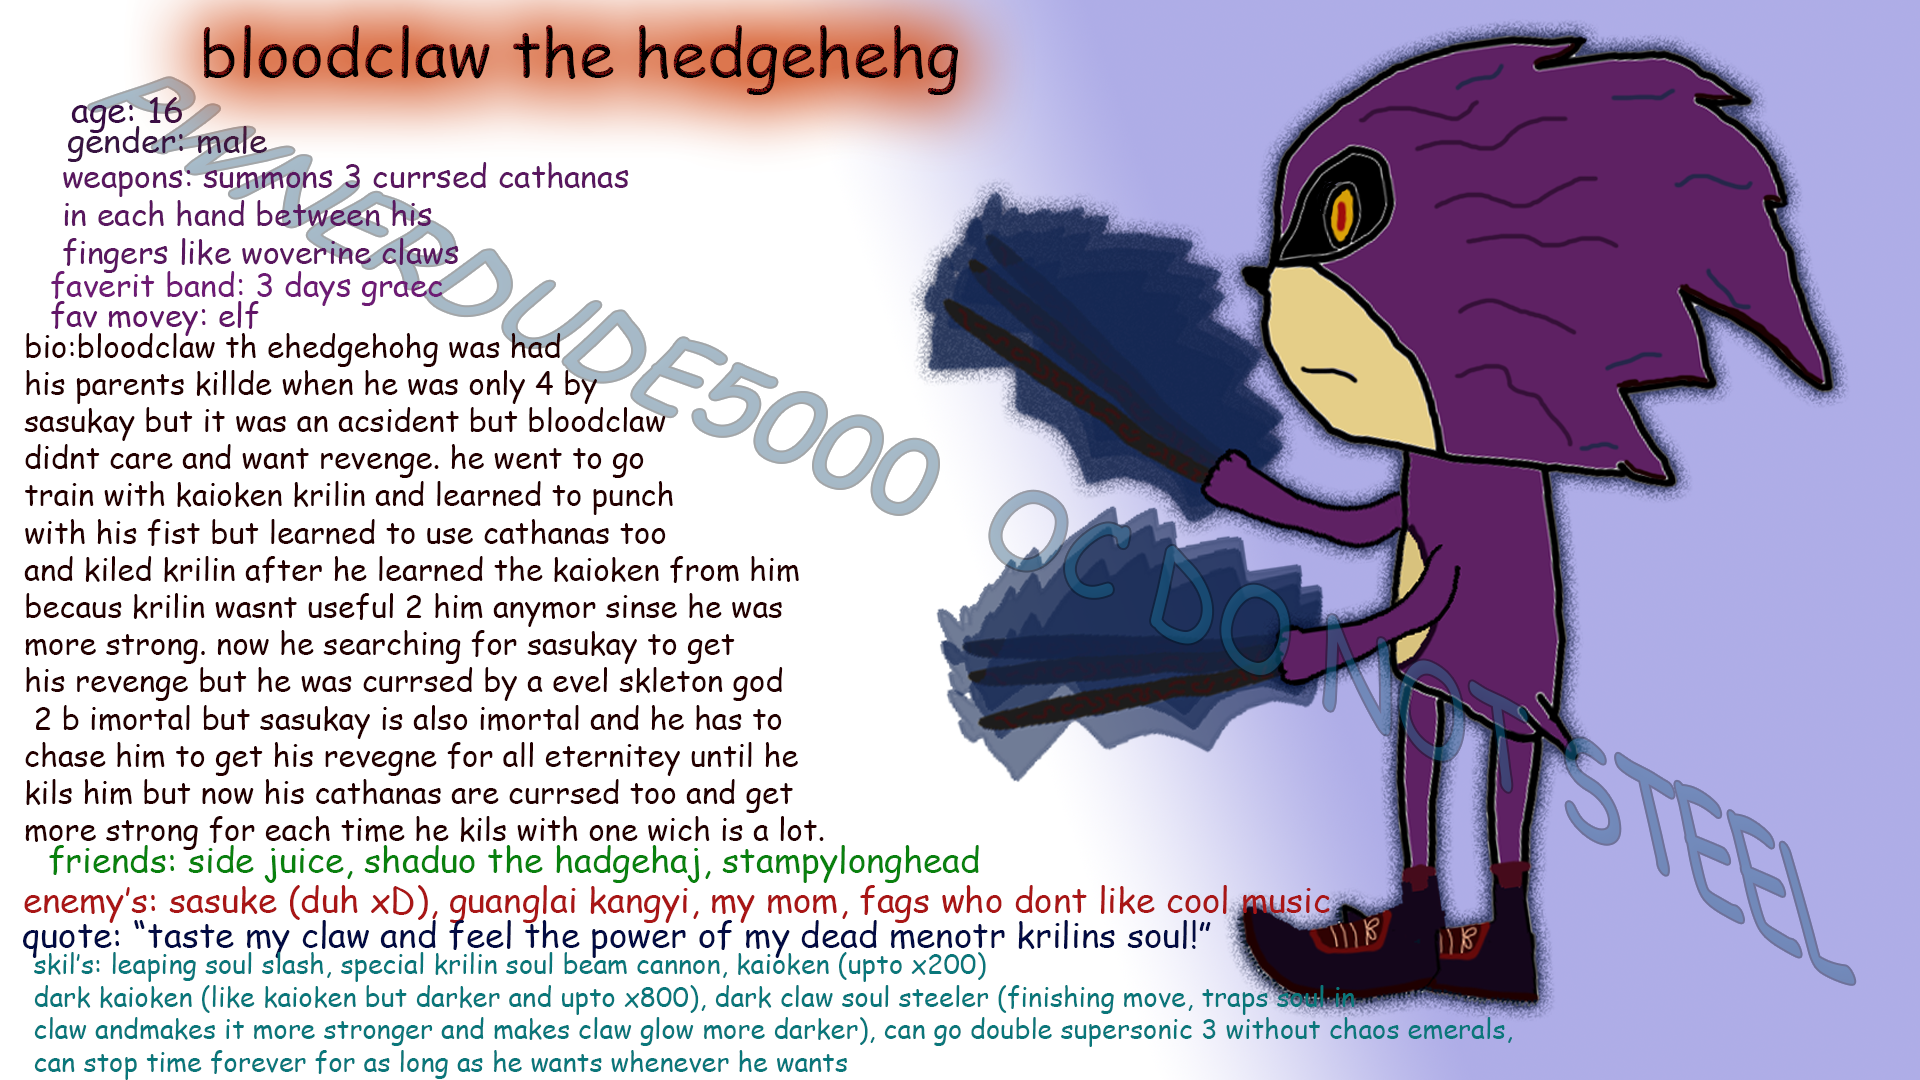 bloodclaw the hedgehehg
age: 16
gender: male
weapons: summons 3 currsed cathanas
in each hand between his
fingers like woverine claws
faverit band: 3 days graec
fav movey: elf
bio:bloodclaw th ehedgehohg was had
his parents killde when he was only 4 by
sasukay but it was an acsident but bloodclaw
didnt care and want revenge. he went to go
train with kaioken krilin and learned to punch
with his fist but learned to use cathanas too
and kiled krilin after he learned the kaioken from him
becaus krilin wasnt useful 2 him anymor sinse he was
more strong. now he searching for sasukay to get
his revenge but he was currsed by a evel skleton god
2 b imortal but sasukay is also imortal and he has to
chase him to get his revegne for all eternitey until he
kils him but now his cathanas are currsed too and get
more strong for each time he kils with one wich is a lot.
friends: side juice, shaduo the hadgehaj, stampylonghead
enemy's: sasuke (duh xD), guanglai kangyi, my mom, fags who dont like cool music
quote: “taste my claw and feel the power of my dead menotr krilins soul!”
skil's: leaping soul slash, special krilin soul beam cannon, kaioken (upto x200)
dark kaioken (like kaioken but darker and upto x800), dark claw soul steeler (finishing move, traps soul in
claw andmakes it more stronger and makes claw glow more darker), can go double supersonic 3 without chaos emerals,
can stop time forever for as long as he wants whenever he wants
PWNERDUDE5000 OC DO NOT STEEL